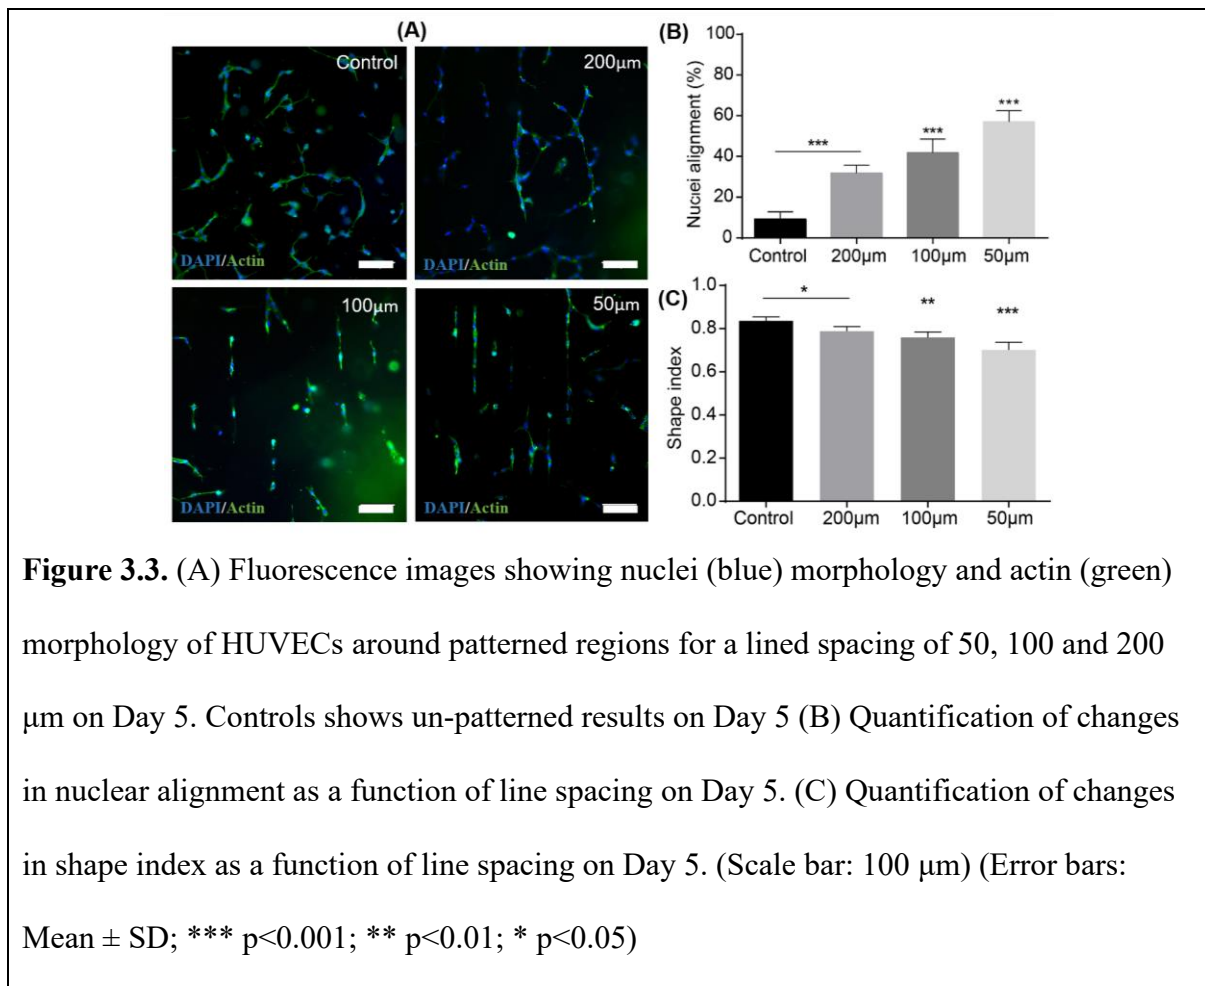 (A)
Control
DAPI/Actin
200μm
DAPI/Actin
100μm
DAPI/Actin
50μm
DAPI/Actin
(B)
Nuclei alignment (%)
100
80
60
40
20
0
***
***
***
Control 200μm 100μm 50μm
(C)
Shape index
1.0
0.8
0.6
0.4
0.2
0.0
*
**
***
Control 200μm 100μm 50μm
Figure 3.3. (A) Fluorescence images showing nuclei (blue) morphology and actin (green)
morphology of HUVECs around patterned regions for a lined spacing of 50, 100 and 200
μm on Day 5. Controls shows un-patterned results on Day 5 (B) Quantification of changes
in nuclear alignment as a function of line spacing on Day 5. (C) Quantification of changes
in shape index as a function of line spacing on Day 5. (Scale bar: 100 μm) (Error bars:
Mean ± SD; *** p<0.001; ** p<0.01; * p<0.05)